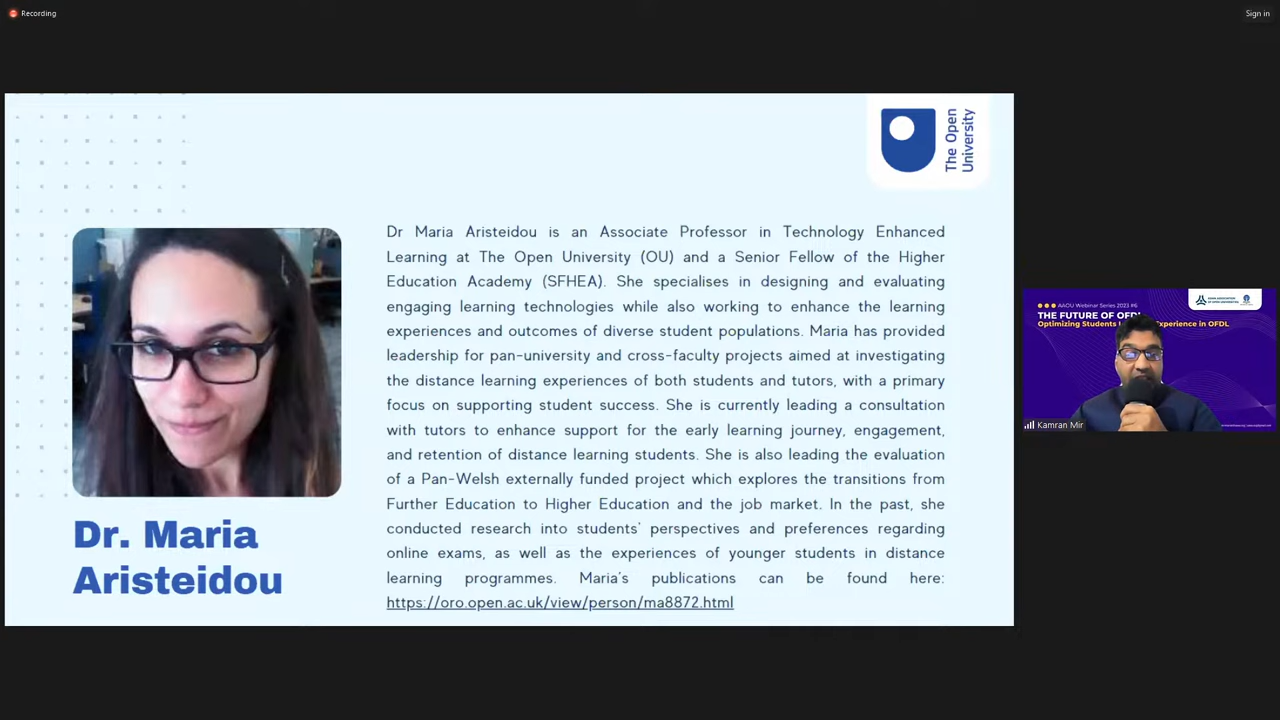 Recording
Sign in
The Open
University
Dr Maria Aristeidou is an Associate Professor in Technology Enhanced
Learning at The Open University (OU) and a Senior Fellow of the Higher
Education Academy (SFHEA). She specialises in designing and evaluating
engaging learning technologies while also working to enhance the learning
experiences and outcomes of diverse student populations. Maria has provided
leadership for pan-university and cross-faculty projects aimed at investigating
the distance learning experiences of both students and tutors, with a primary
focus on supporting student success. She is currently leading a consultation
with tutors to enhance support for the early learning journey, engagement,
and retention of distance learning students. She is also leading the evaluation
of a Pan-Welsh externally funded project which explores the transitions from
Further Education to Higher Education and the job market. In the past, she
conducted research into students' perspectives and preferences regarding
online exams, as well as the experiences of younger students in distance
learning programmes. Maria's publications can be found here:
https://oro.open.ac.uk/view/person/ma8872.html
Dr. Maria
Aristeidou
AAOU Webinar Series 2023 #6
THE FUTURE OF OFDL
Optimizing Students Experience in OFDL
Kamran Mir